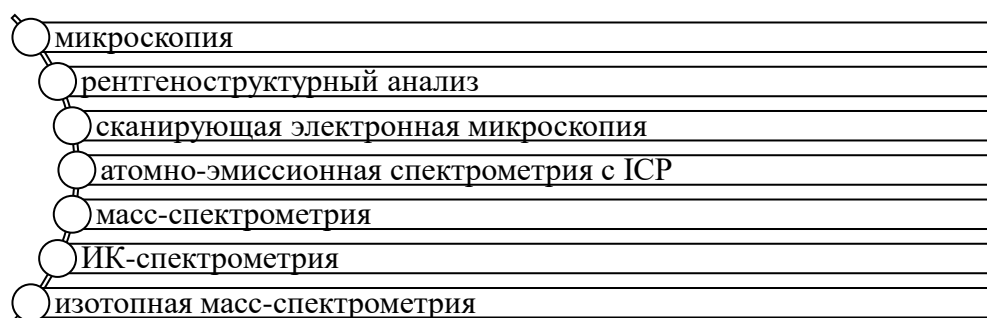 микроскопия
рентгеноструктурный анализ
сканирующая электронная микроскопия
атомно-эмиссионная спектрометрия с ICP
масс-спектрометрия
ИК-спектрометрия
изотопная масс-спектрометрия